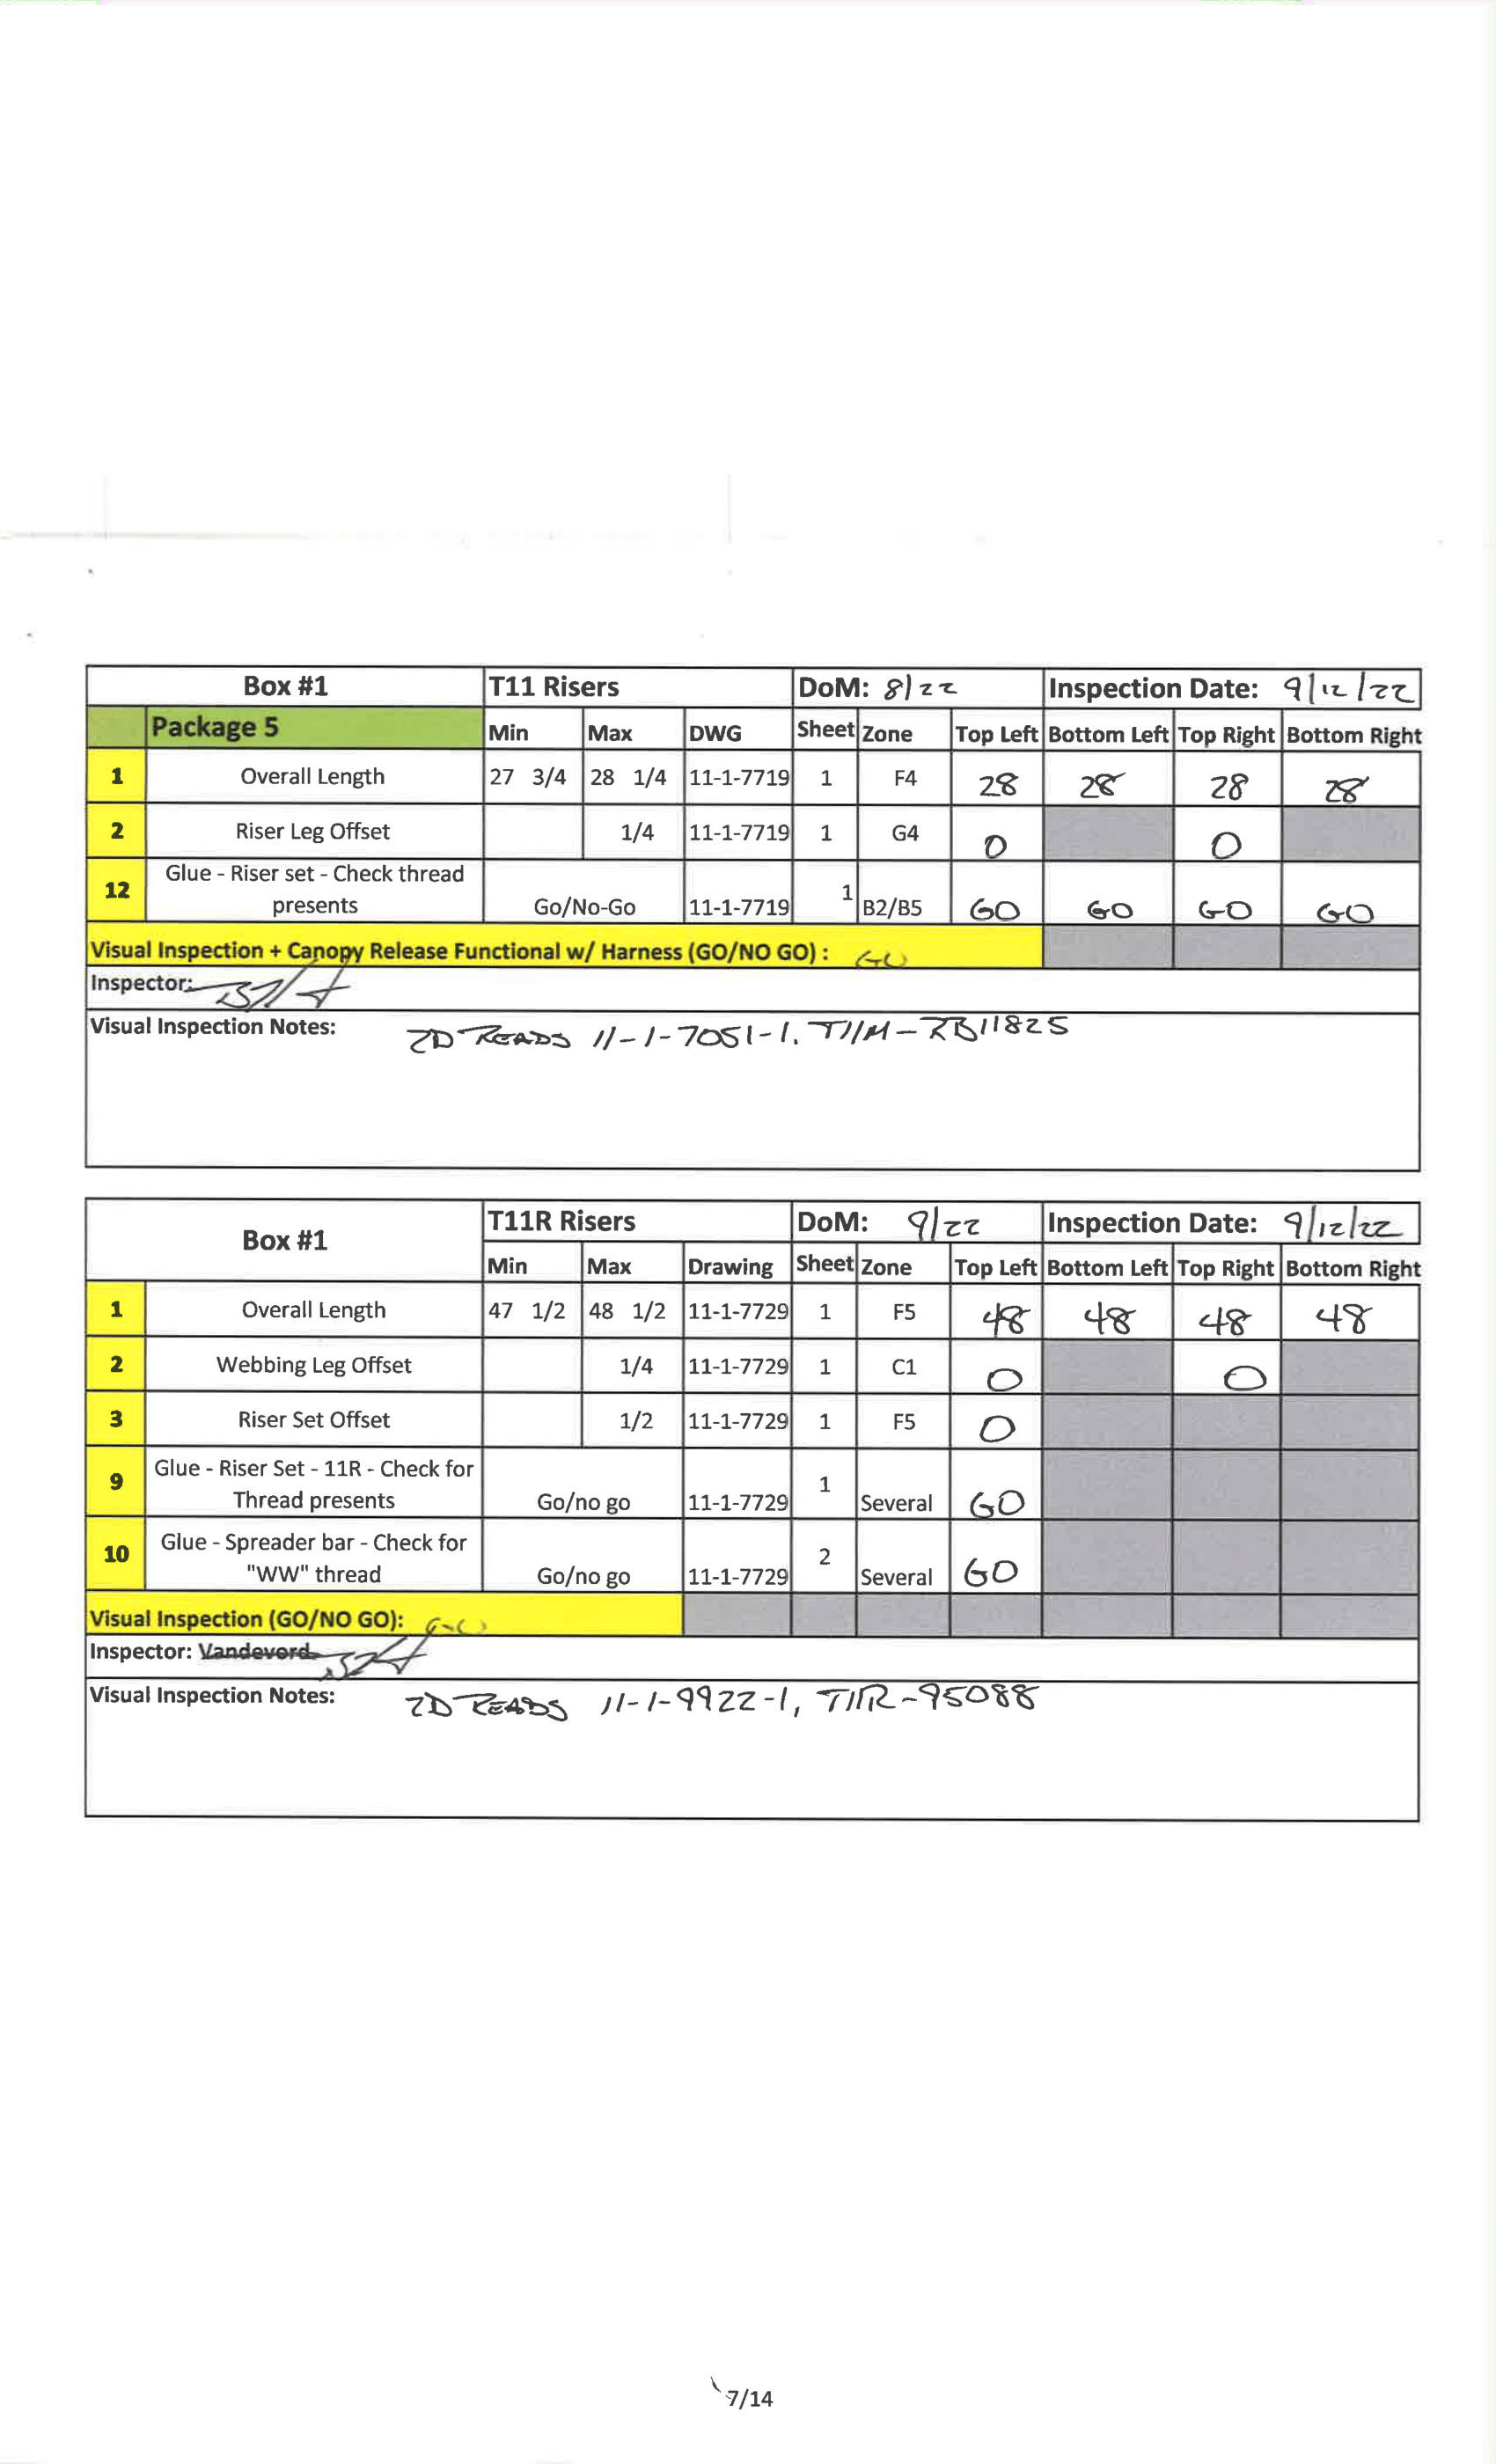 Box #1 T11 Risers DoM: 8/22 Inspection Date: 9/12/22
Package 5 Min Max DWG Sheet Zone Top Left Bottom Left Top Right Bottom Right
1 Overall Length 27 3/4 28 1/4 11-1-7719 1 F4 28 28 28 28
2 Riser Leg Offset 1/4 11-1-7719 1 G4 0 0
12 Glue - Riser set - Check thread
presents Go/No-Go 11-1-7719 1 B2/B5 GO GO GO GO
Visual Inspection + Canopy Release Functional w/ Harness (GO/NO GO) : GO
Inspector:
Visual Inspection Notes: 2D READS 11-1-7051-1. T11M-RB11825
Box #1 T11R Risers DoM: 9/22 Inspection Date: 9/12/22
Min Max Drawing Sheet Zone Top Left Bottom Left Top Right Bottom Right
1 Overall Length 47 1/2 48 1/2 11-1-7729 1 F5 48 48 48 48
2 Webbing Leg Offset 1/4 11-1-7729 1 C1 0 0
3 Riser Set Offset 1/2 11-1-7729 1 F5 0
9 Glue - Riser Set - 11R - Check for
Thread presents Go/no go 11-1-7729 1 Several GO
10 Glue - Spreader bar - Check for
"WW" thread Go/no go 11-1-7729 2 Several GO
Visual Inspection (GO/NO GO): GO
Inspector: Vandevord
Visual Inspection Notes: 2D READS 11-1-9922-1, T11R-95088
7/14